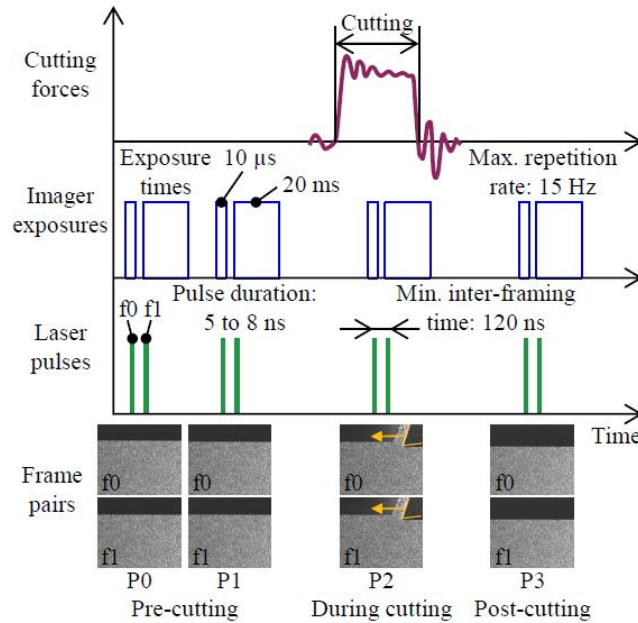 Cutting
Cutting
forces
Exposure
times
10 µs
20 ms
Max. repetition
rate: 15 Hz
Imager
exposures
Pulse duration:
5 to 8 ns
Min. inter-framing
time: 120 ns
f0 f1
Laser
pulses
Time
Frame
pairs
f0
f0
f0
f0
f1
f1
f1
f1
P0
P1
P2
P3
Pre-cutting
During cutting
Post-cutting